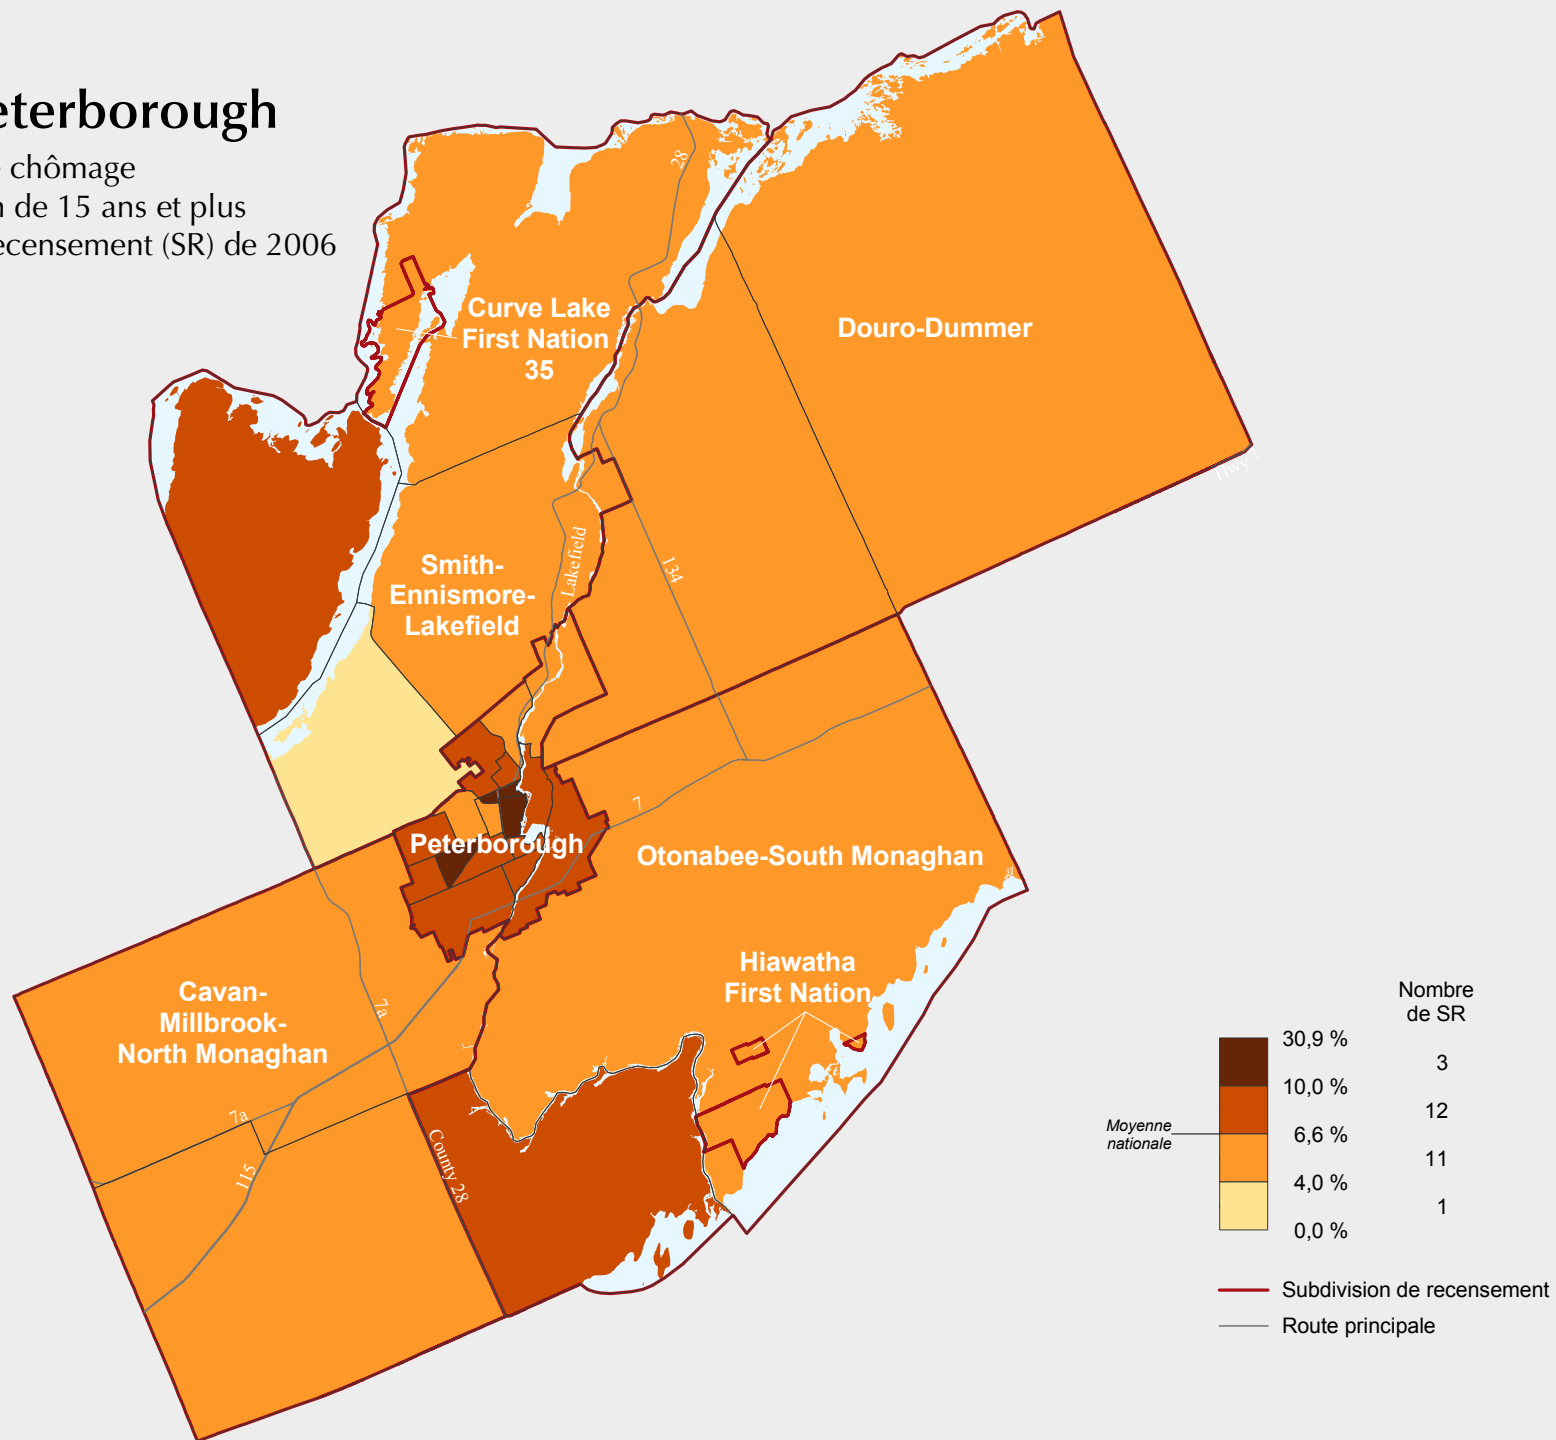 eterborough
chômage
n de 15 ans et plus
ecensement (SR) de 2006
28
Curve Lake
First Nation
35
Douro-Dummer
Hwy 7
Smith-
Ennismore-
Lakefield
Lakefield
134
7
Peterborough
Otonabee-South Monaghan
Hiawatha
First Nation
Cavan-
Millbrook-
North Monaghan
7a
7a
115
County 28
Nombre
de SR
30,9 %
3
10,0 %
12
Moyenne
nationale
6,6 %
11
4,0 %
1
0,0 %
Subdivision de recensement
Route principale